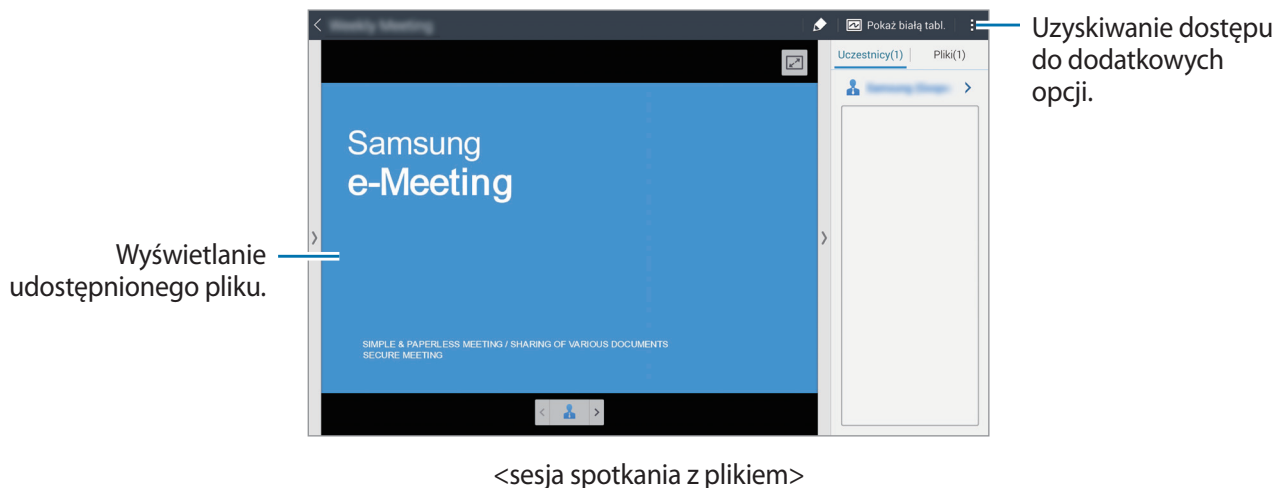 Pokaż białą tabl.
Uczestnicy(1)
Pliki(1)
Uzyskiwanie dostępu
do dodatkowych
opcji.
Samsung
e-Meeting
Wyświetlanie
udostępnionego pliku.
SIMPLE & PAPERLESS MEETING / SHARING OF VARIOUS DOCUMENTS
SECURE MEETING
<sesja spotkania z plikiem>